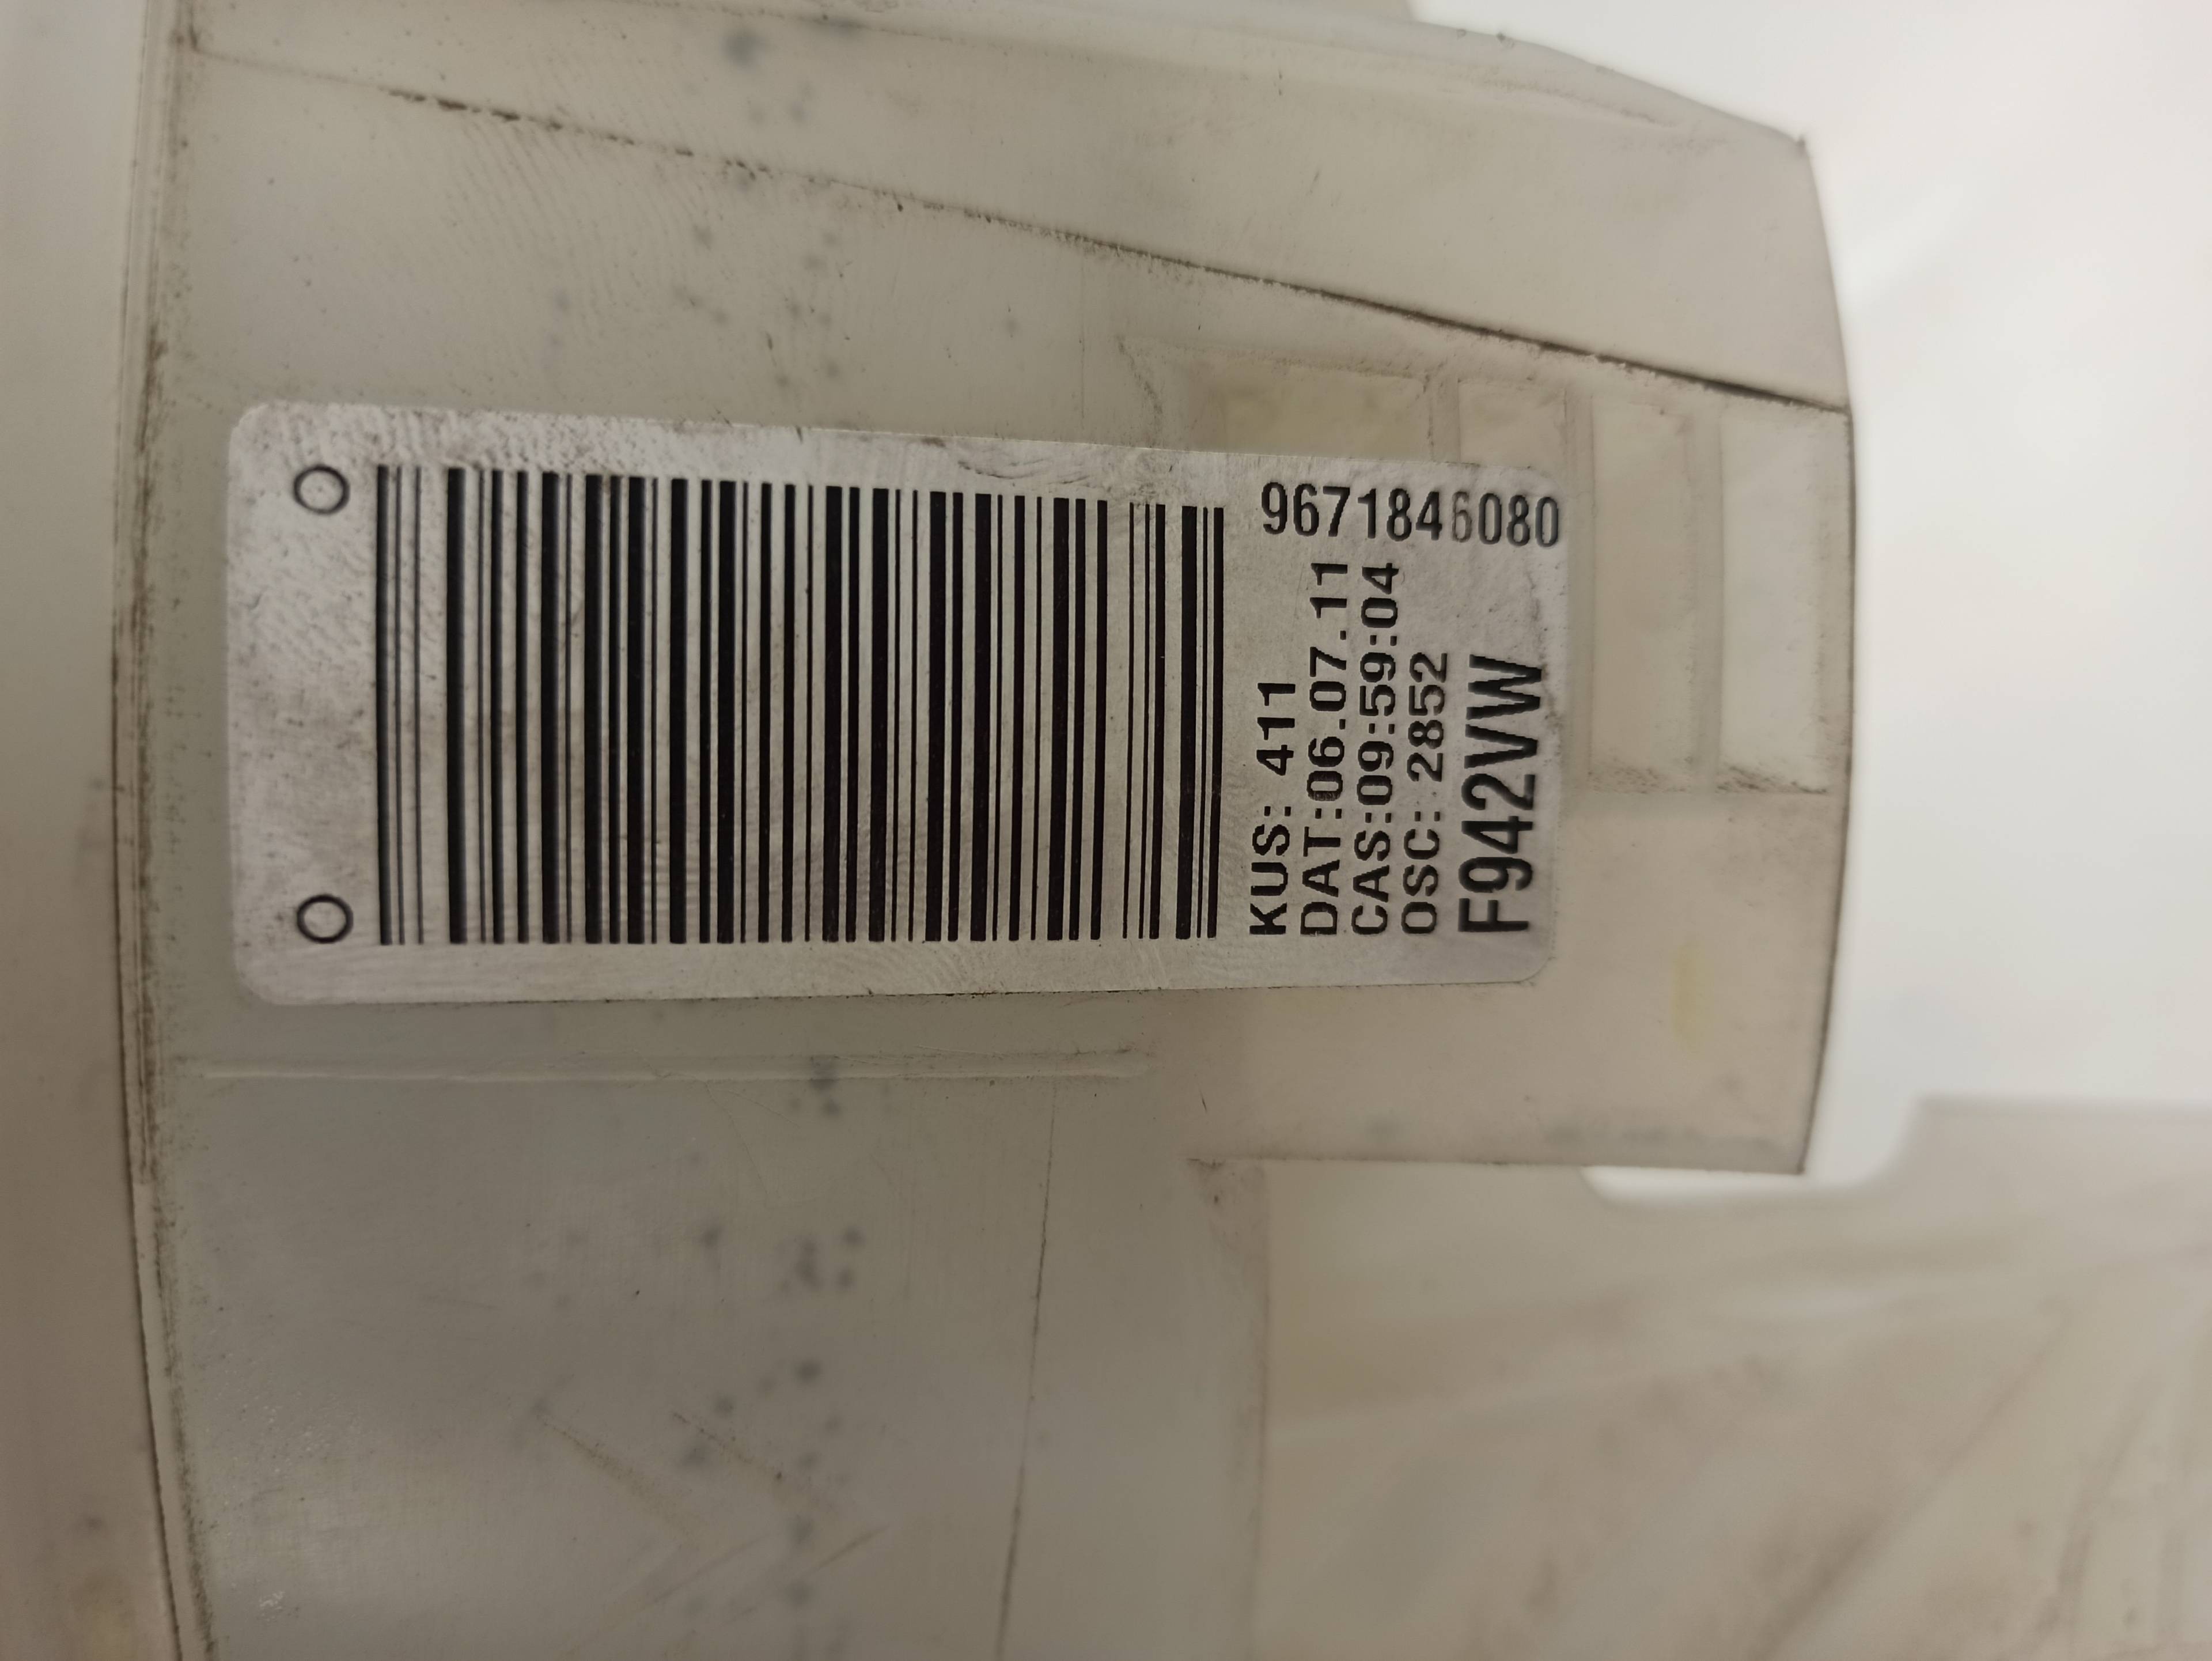 9671846080
KUS: 411
DAT:06.07.11
CAS:09:59:04
OSC: 2852
F942VW